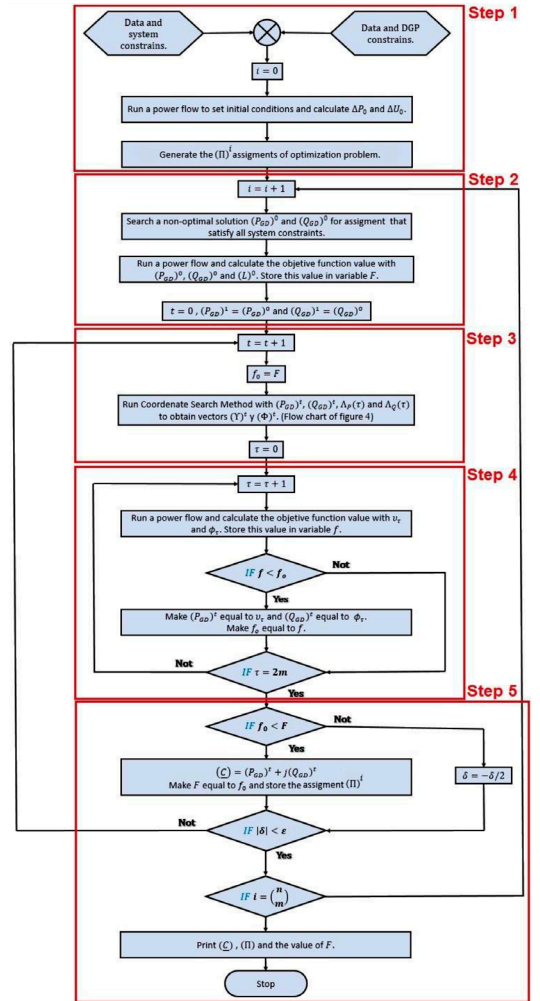 Step 1
Data and
system
constrains.
Data and DGP
constrains.
i = 0
Run a power flow to set initial conditions and calculate ΔP₀ and ΔU₀.
Generate the (Π)ⁱ assigments of optimization problem.
Step 2
i = i + 1
Search a non-optimal solution (P_GD)⁰ and (Q_GD)⁰ for assigment that
satisfy all system constraints.
Run a power flow and calculate the objetive function value with
(P_GD)⁰, (Q_GD)⁰ and (L)⁰. Store this value in variable F.
t = 0 , (P_GD)¹ = (P_GD)⁰ and (Q_GD)¹ = (Q_GD)⁰
Step 3
t = t + 1
f₀ = F
Run Coordenate Search Method with (P_GD)ᵗ, (Q_GD)ᵗ, Λ_P(τ) and Λ_Q(τ)
to obtain vectors (Υ)ᵗ y (Φ)ᵗ. (Flow chart of figure 4)
τ = 0
Step 4
τ = τ + 1
Run a power flow and calculate the objetive function value with υ_τ
and ϕ_τ. Store this value in variable f.
IF f < fₒ
Not
Yes
Make (P_GD)ᵗ equal to υ_τ and (Q_GD)ᵗ equal to ϕ_τ.
Make fₒ equal to f.
Not
IF τ = 2m
Yes
Step 5
IF f₀ < F
Not
Yes
(C) = (P_GD)ᵗ + j(Q_GD)ᵗ
Make F equal to f₀ and store the assigment (Π)ⁱ
δ = −δ/2
Not
IF |δ| < ε
Yes
IF i = (n m)
Print (C) , (Π) and the value of F.
Stop